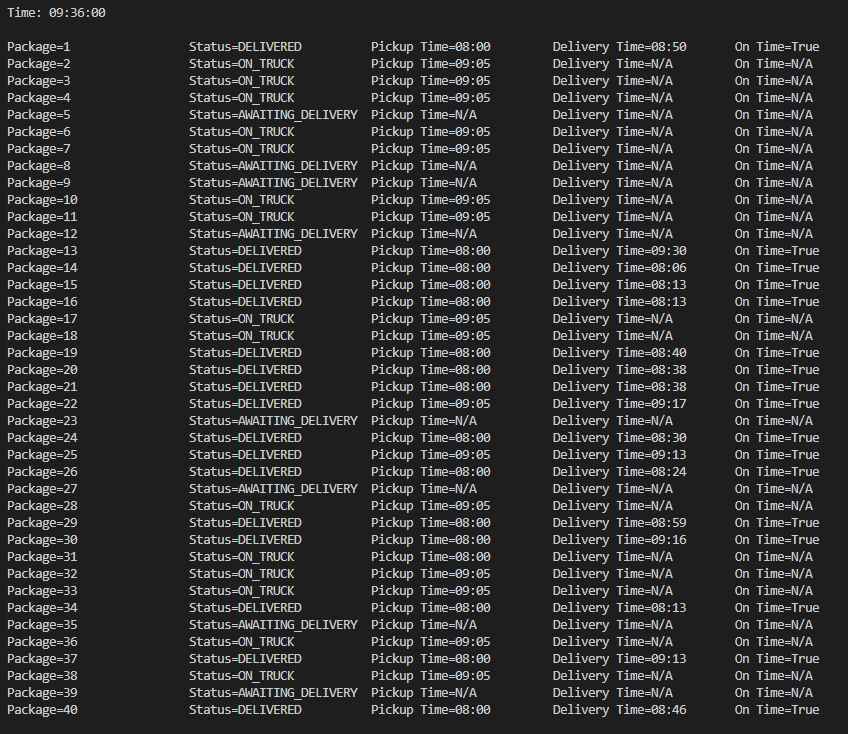 Time: 09:36:00
Package=1 Status=DELIVERED Pickup Time=08:00 Delivery Time=08:50 On Time=True
Package=2 Status=ON_TRUCK Pickup Time=09:05 Delivery Time=N/A On Time=N/A
Package=3 Status=ON_TRUCK Pickup Time=09:05 Delivery Time=N/A On Time=N/A
Package=4 Status=ON_TRUCK Pickup Time=09:05 Delivery Time=N/A On Time=N/A
Package=5 Status=AWAITING_DELIVERY Pickup Time=N/A Delivery Time=N/A On Time=N/A
Package=6 Status=ON_TRUCK Pickup Time=09:05 Delivery Time=N/A On Time=N/A
Package=7 Status=ON_TRUCK Pickup Time=09:05 Delivery Time=N/A On Time=N/A
Package=8 Status=AWAITING_DELIVERY Pickup Time=N/A Delivery Time=N/A On Time=N/A
Package=9 Status=AWAITING_DELIVERY Pickup Time=N/A Delivery Time=N/A On Time=N/A
Package=10 Status=ON_TRUCK Pickup Time=09:05 Delivery Time=N/A On Time=N/A
Package=11 Status=ON_TRUCK Pickup Time=09:05 Delivery Time=N/A On Time=N/A
Package=12 Status=AWAITING_DELIVERY Pickup Time=N/A Delivery Time=N/A On Time=N/A
Package=13 Status=DELIVERED Pickup Time=08:00 Delivery Time=09:30 On Time=True
Package=14 Status=DELIVERED Pickup Time=08:00 Delivery Time=08:06 On Time=True
Package=15 Status=DELIVERED Pickup Time=08:00 Delivery Time=08:13 On Time=True
Package=16 Status=DELIVERED Pickup Time=08:00 Delivery Time=08:13 On Time=True
Package=17 Status=ON_TRUCK Pickup Time=09:05 Delivery Time=N/A On Time=N/A
Package=18 Status=ON_TRUCK Pickup Time=09:05 Delivery Time=N/A On Time=N/A
Package=19 Status=DELIVERED Pickup Time=08:00 Delivery Time=08:40 On Time=True
Package=20 Status=DELIVERED Pickup Time=08:00 Delivery Time=08:38 On Time=True
Package=21 Status=DELIVERED Pickup Time=08:00 Delivery Time=08:38 On Time=True
Package=22 Status=DELIVERED Pickup Time=09:05 Delivery Time=09:17 On Time=True
Package=23 Status=AWAITING_DELIVERY Pickup Time=N/A Delivery Time=N/A On Time=N/A
Package=24 Status=DELIVERED Pickup Time=08:00 Delivery Time=08:30 On Time=True
Package=25 Status=DELIVERED Pickup Time=09:05 Delivery Time=09:13 On Time=True
Package=26 Status=DELIVERED Pickup Time=08:00 Delivery Time=08:24 On Time=True
Package=27 Status=AWAITING_DELIVERY Pickup Time=N/A Delivery Time=N/A On Time=N/A
Package=28 Status=ON_TRUCK Pickup Time=09:05 Delivery Time=N/A On Time=N/A
Package=29 Status=DELIVERED Pickup Time=08:00 Delivery Time=08:59 On Time=True
Package=30 Status=DELIVERED Pickup Time=08:00 Delivery Time=09:16 On Time=True
Package=31 Status=ON_TRUCK Pickup Time=08:00 Delivery Time=N/A On Time=N/A
Package=32 Status=ON_TRUCK Pickup Time=09:05 Delivery Time=N/A On Time=N/A
Package=33 Status=ON_TRUCK Pickup Time=09:05 Delivery Time=N/A On Time=N/A
Package=34 Status=DELIVERED Pickup Time=08:00 Delivery Time=08:13 On Time=True
Package=35 Status=AWAITING_DELIVERY Pickup Time=N/A Delivery Time=N/A On Time=N/A
Package=36 Status=ON_TRUCK Pickup Time=09:05 Delivery Time=N/A On Time=N/A
Package=37 Status=DELIVERED Pickup Time=08:00 Delivery Time=09:13 On Time=True
Package=38 Status=ON_TRUCK Pickup Time=09:05 Delivery Time=N/A On Time=N/A
Package=39 Status=AWAITING_DELIVERY Pickup Time=N/A Delivery Time=N/A On Time=N/A
Package=40 Status=DELIVERED Pickup Time=08:00 Delivery Time=08:46 On Time=True